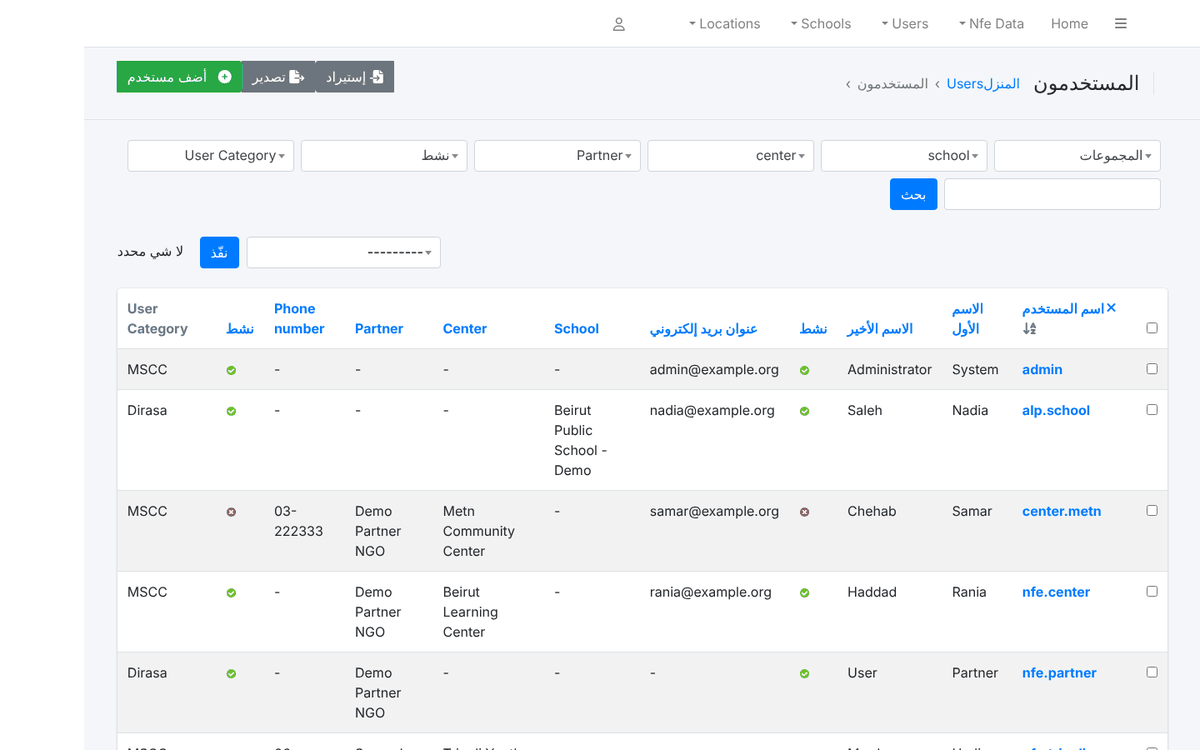 Home Nfe Data Users Schools Locations
المستخدمون المنزل Users › المستخدمون ›
إستيراد تصدير أضف مستخدم
المجموعات school center Partner نشط User Category
بحث
--------- نفّذ لا شي محدد
اسم المستخدم الاسم الأول الاسم الأخير نشط عنوان بريد إلكتروني School Center Partner Phone number نشط User Category
admin System Administrator admin@example.org - - - - MSCC
alp.school Nadia Saleh nadia@example.org Beirut Public School - Demo - - - Dirasa
center.metn Samar Chehab samar@example.org - Metn Community Center Demo Partner NGO 03-222333 MSCC
nfe.center Rania Haddad rania@example.org - Beirut Learning Center Demo Partner NGO - MSCC
nfe.partner Partner User - - - Demo Partner NGO - Dirasa